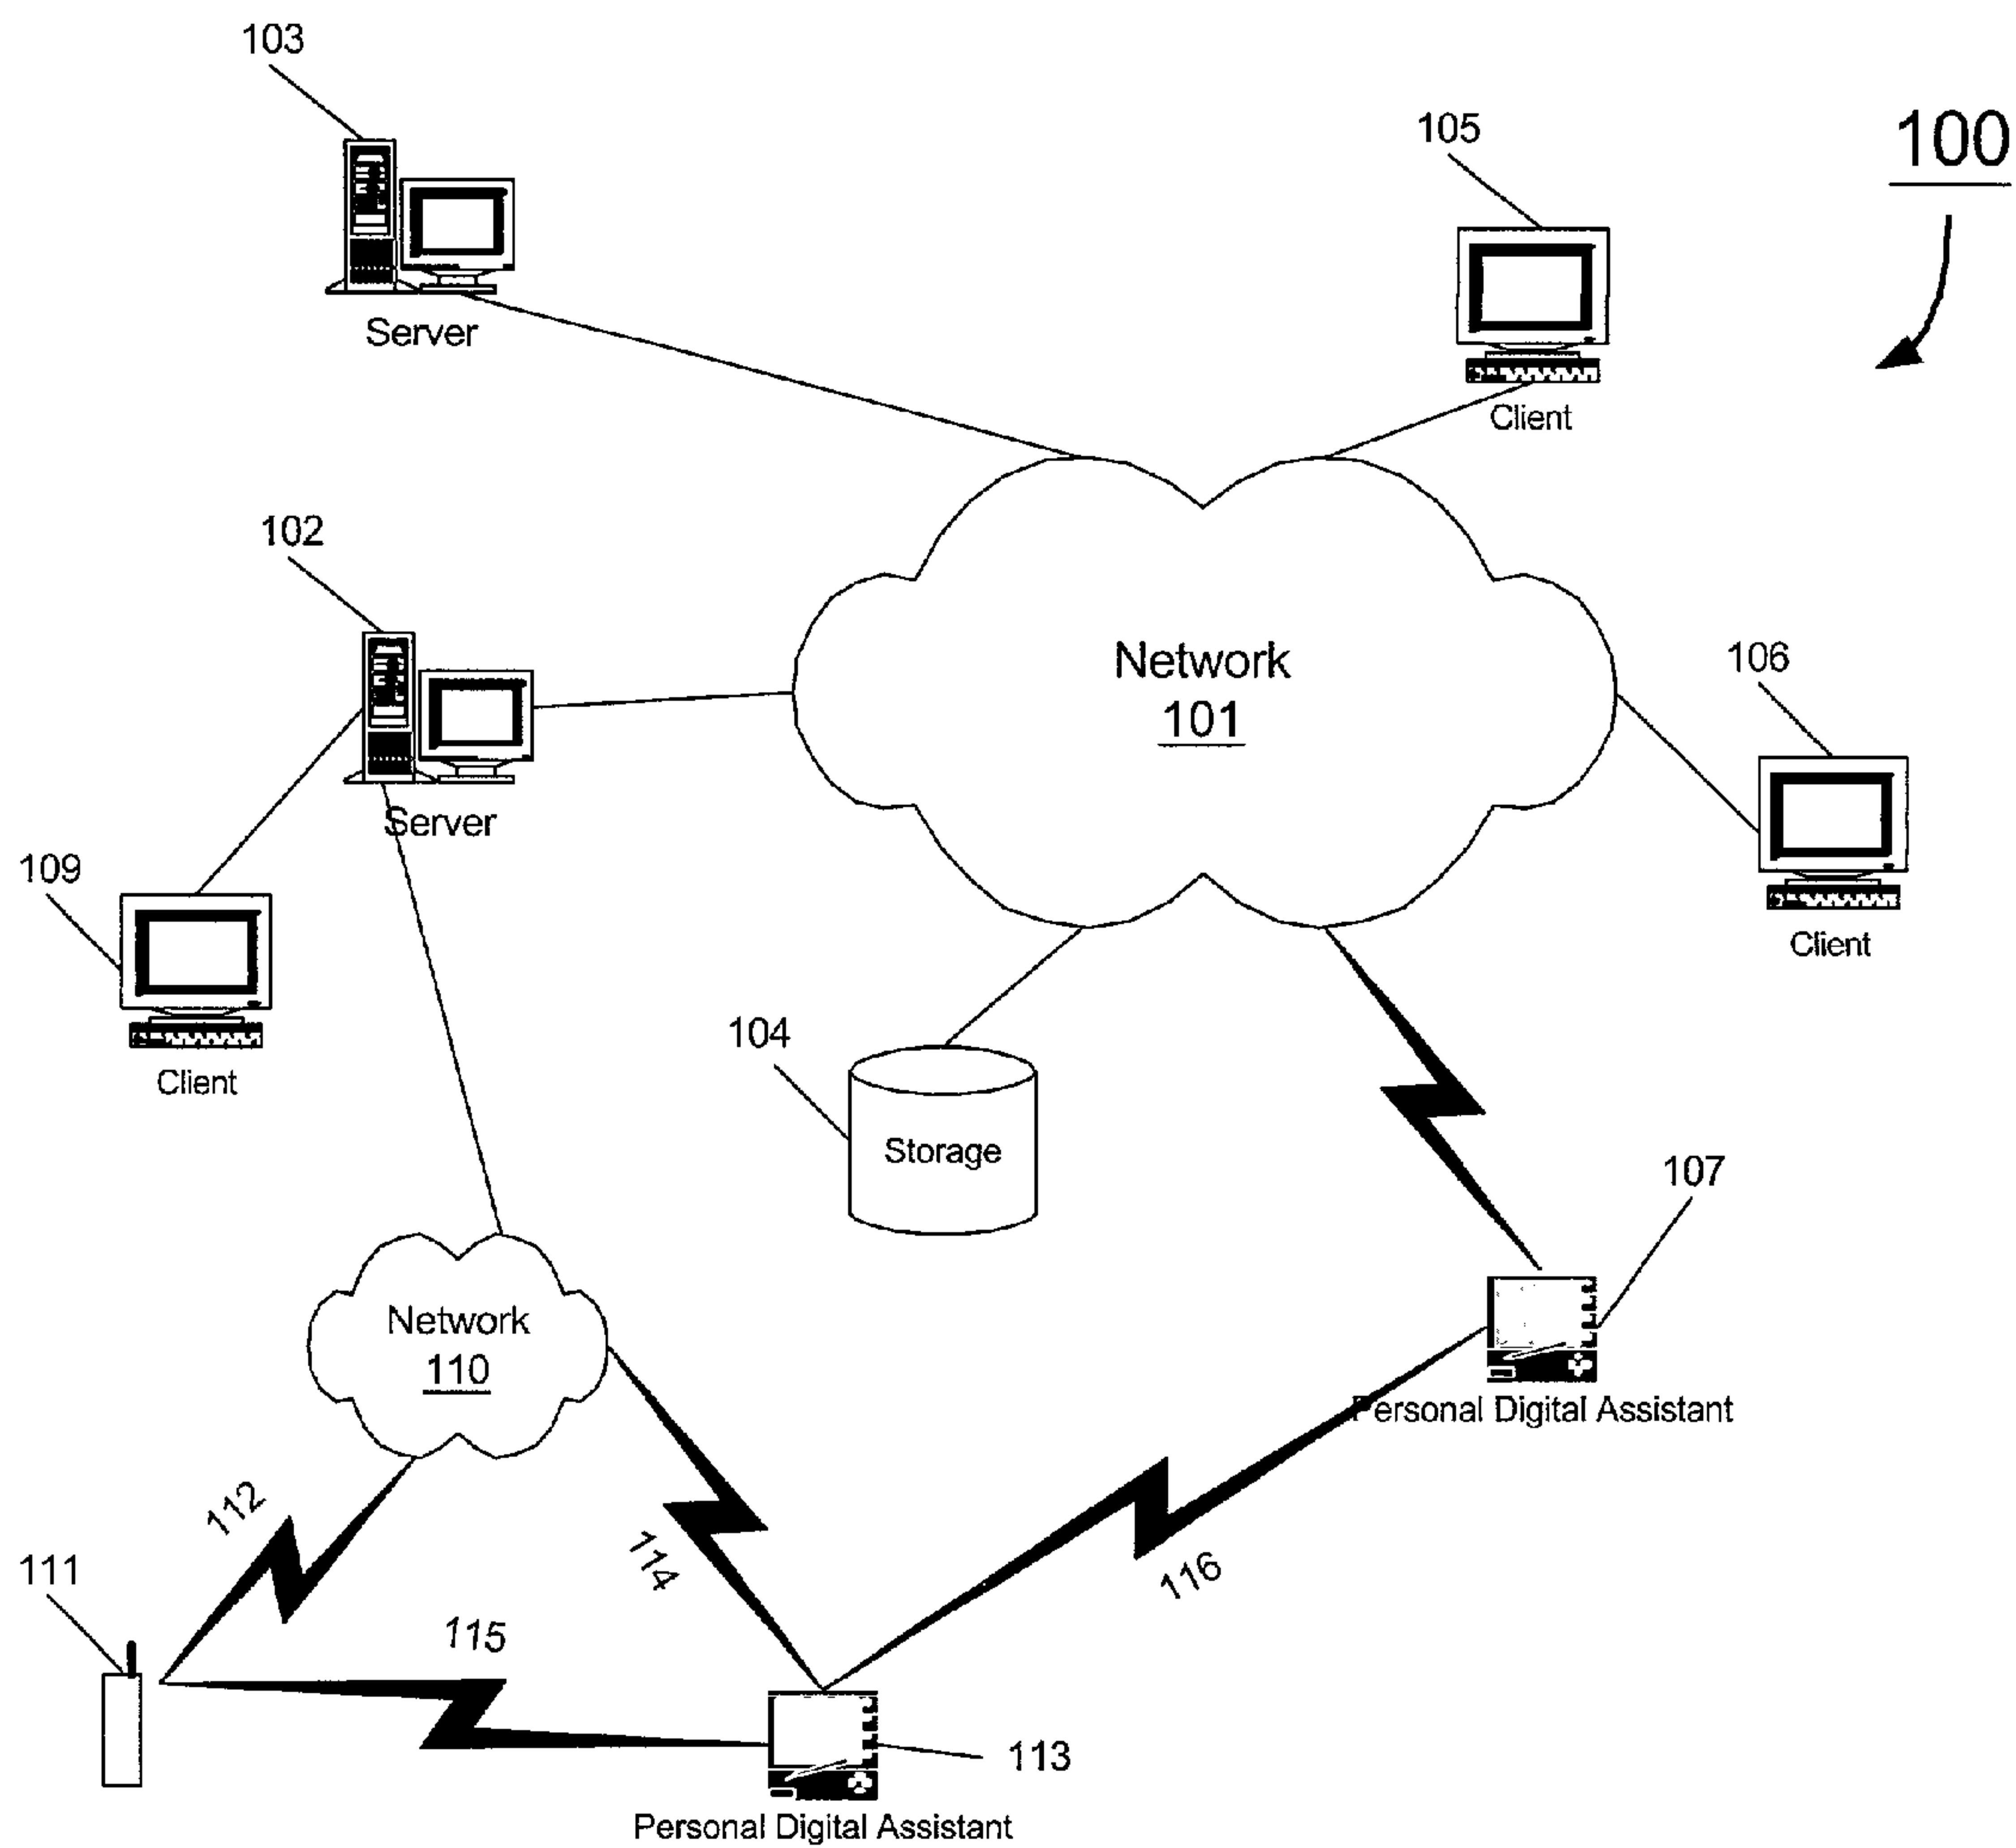 103
105
100
Server
Client
102
Network
101
106
Server
109
Client
Client
104
Storage
107
Network
110
Personal Digital Assistant
112
114
116
111
115
113
Personal Digital Assistant